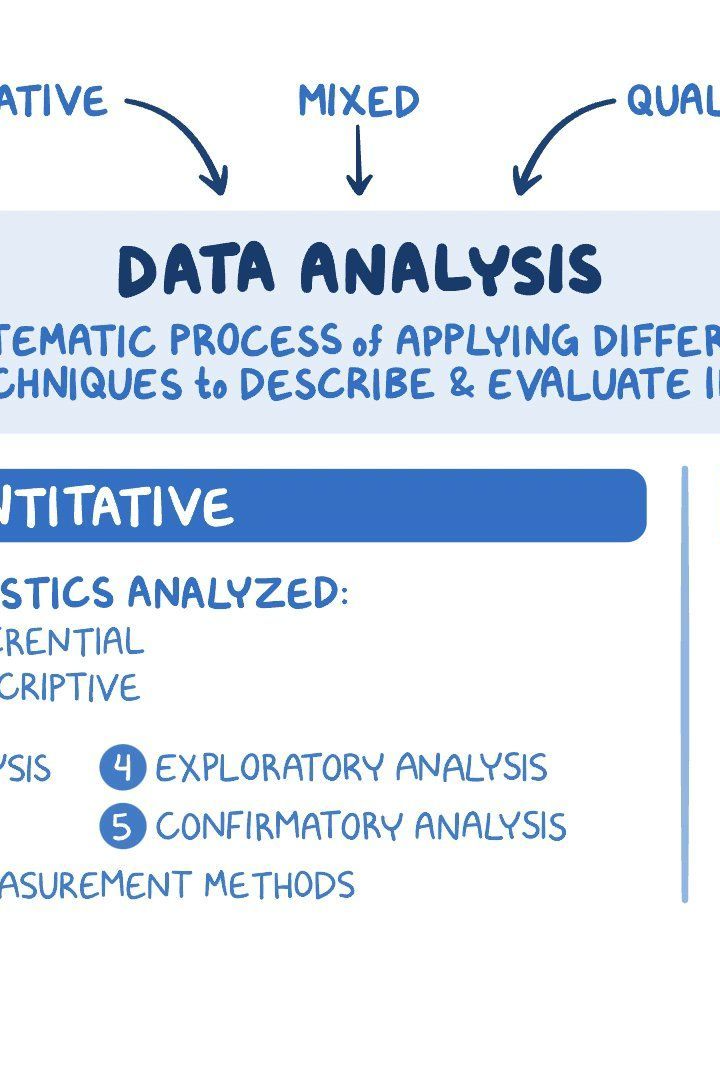 ATIVE MIXED QUAL
DATA ANALYSIS
TEMATIC PROCESS of APPLYING DIFFER
CHNIQUES to DESCRIBE & EVALUATE I
NTITATIVE
STICS ANALYZED:
ERENTIAL
CRIPTIVE
YSIS 4 EXPLORATORY ANALYSIS
5 CONFIRMATORY ANALYSIS
ASUREMENT METHODS